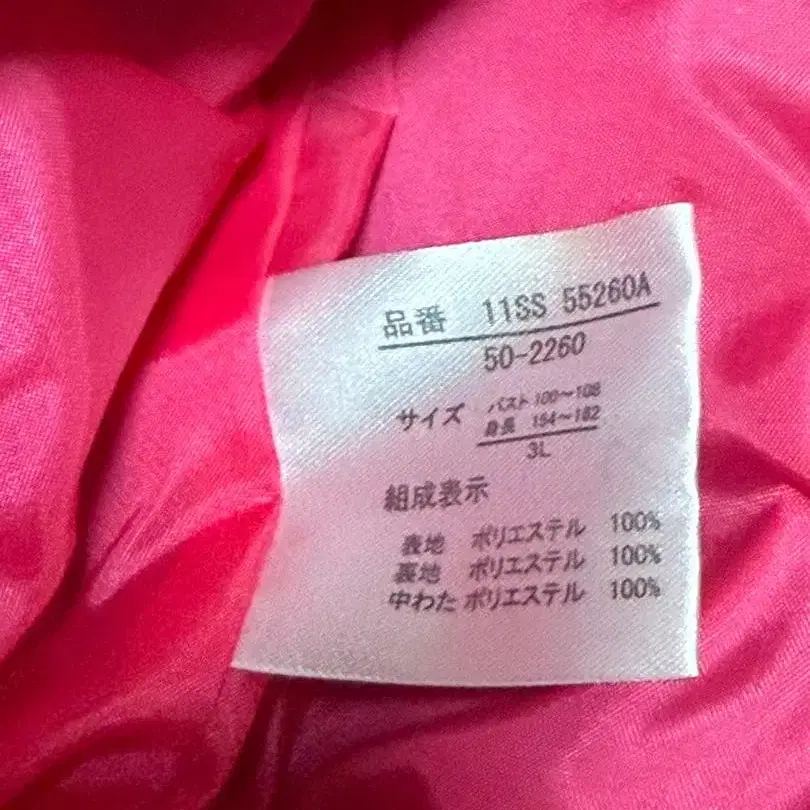 品番 11SS 55260A
50-2260
サイズ バスト 100～108
身長 154～162
3L
組成表示
表地 ポリエステル 100%
裏地 ポリエステル 100%
中わた ポリエステル 100%